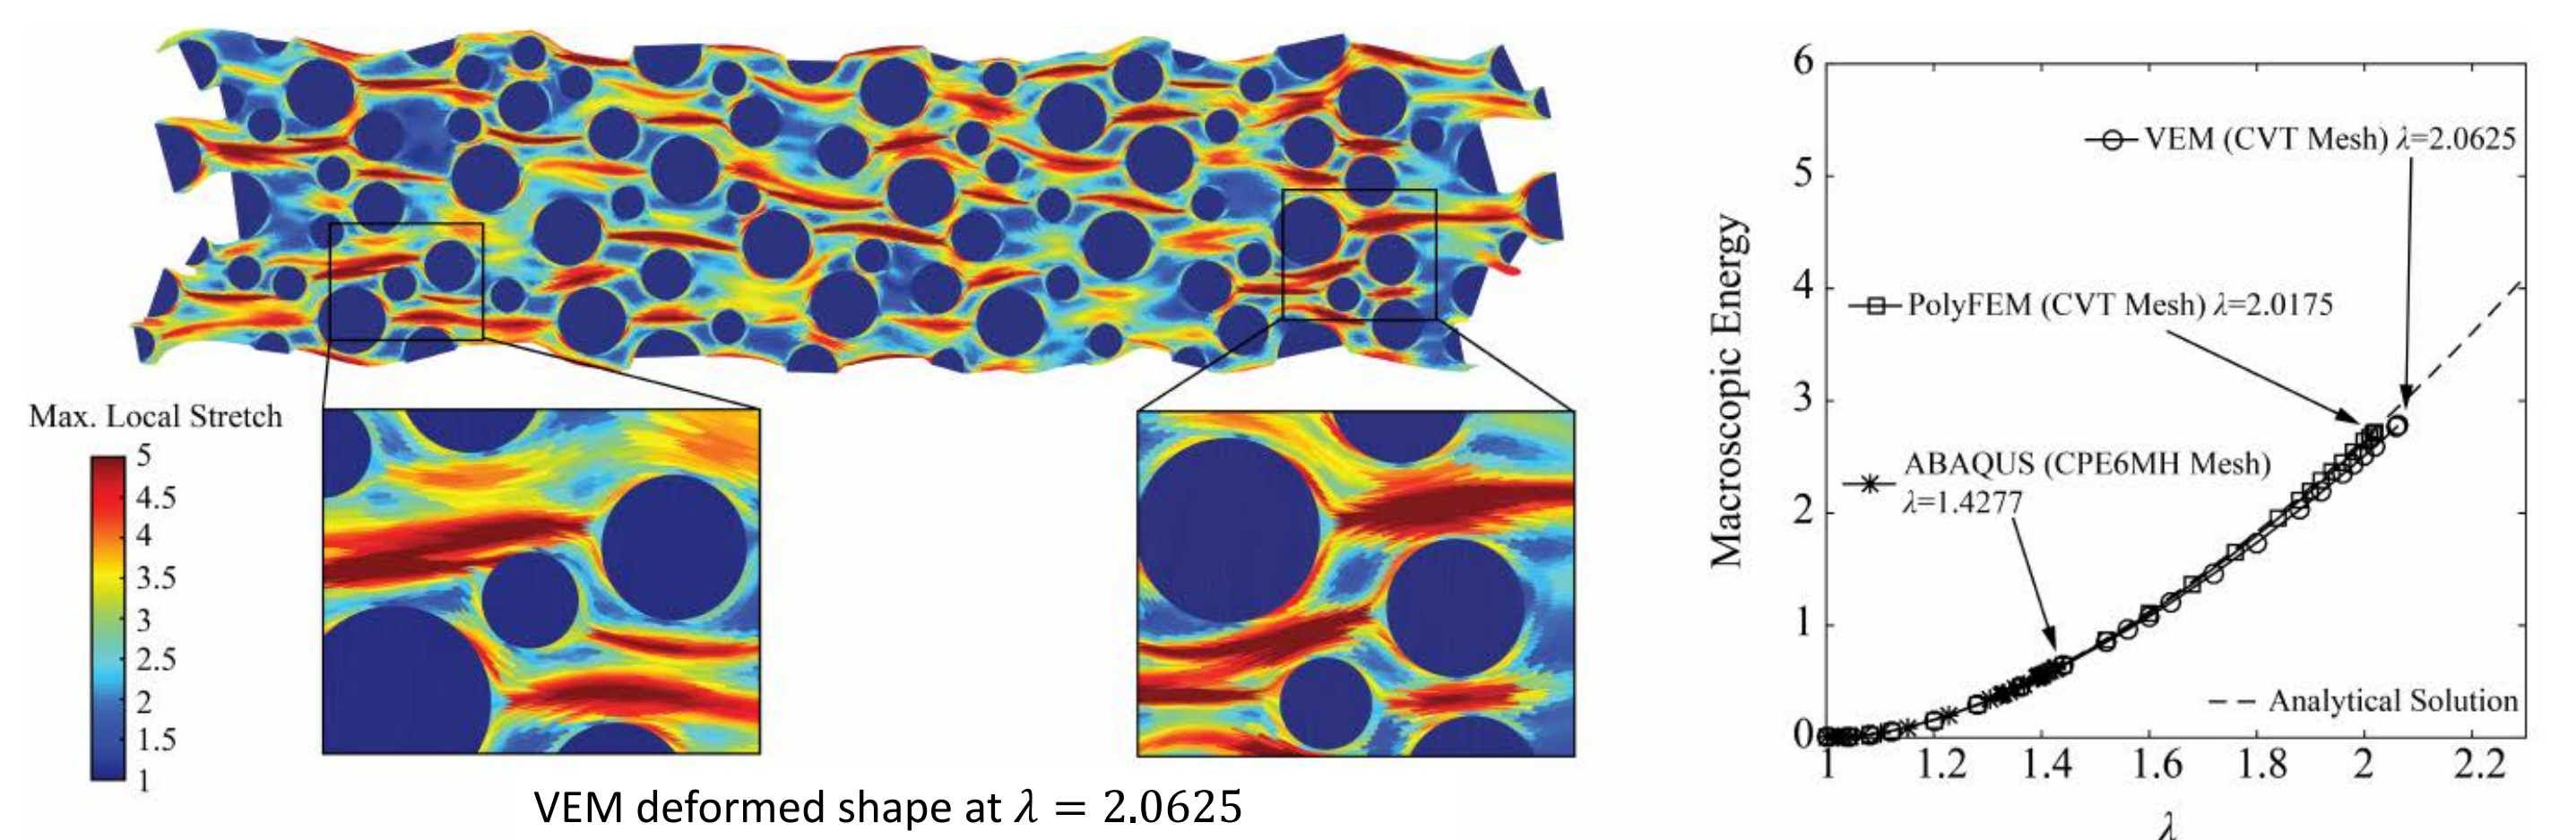 Max. Local Stretch
5
4.5
4
3.5
3
2.5
2
1.5
1
VEM deformed shape at λ = 2.0625
Macroscopic Energy
6
5
4
3
2
1
0
VEM (CVT Mesh) λ=2.0625
PolyFEM (CVT Mesh) λ=2.0175
ABAQUS (CPE6MH Mesh)
λ=1.4277
Analytical Solution
1 1.2 1.4 1.6 1.8 2 2.2
λ